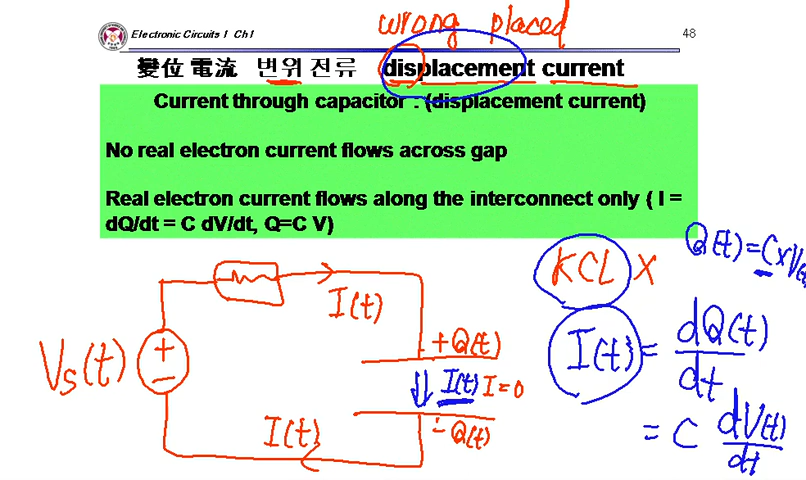 Electronic Circuits 1 Ch1
48
wrong placed
變位 電流 변위 전류 displacement current
Current through capacitor : (displacement current)
No real electron current flows across gap
Real electron current flows along the interconnect only ( I =
dQ/dt = C dV/dt, Q=C V)
Q(t) = C x V(t)
KCL X
I(t)
+Q(t)
I(t) = dQ(t)/dt
Vs(t)
+
−
I(t) I=0
−Q(t)
I(t)
= C dV(t)/dt